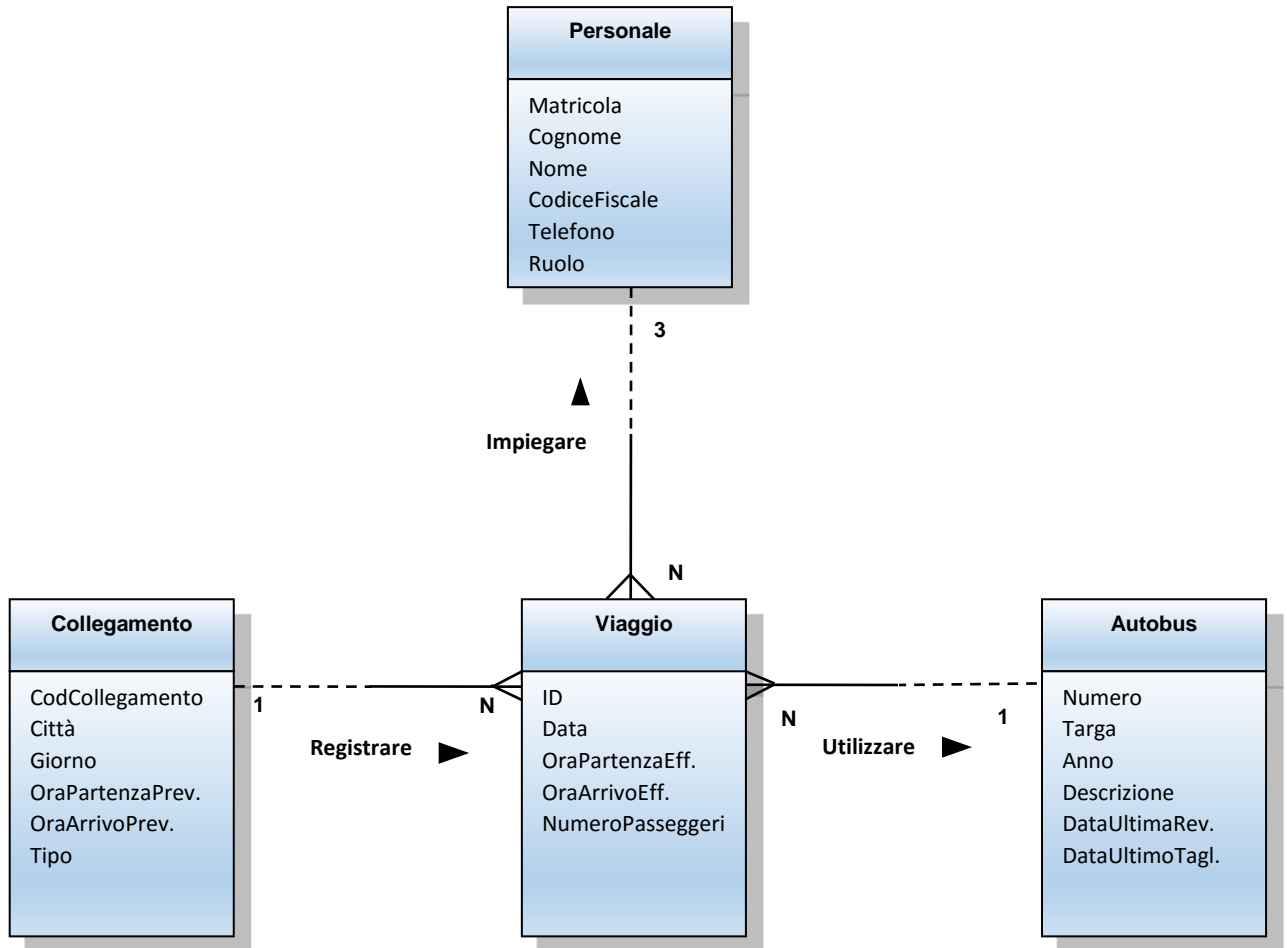 Personale
Matricola
Cognome
Nome
CodiceFiscale
Telefono
Ruolo
3
Impiegare
N
Collegamento
CodCollegamento
Città
Giorno
OraPartenzaPrev.
OraArrivoPrev.
Tipo
1
N
Registrare
Viaggio
ID
Data
OraPartenzaEff.
OraArrivoEff.
NumeroPasseggeri
N
1
Utilizzare
Autobus
Numero
Targa
Anno
Descrizione
DataUltimaRev.
DataUltimoTagl.